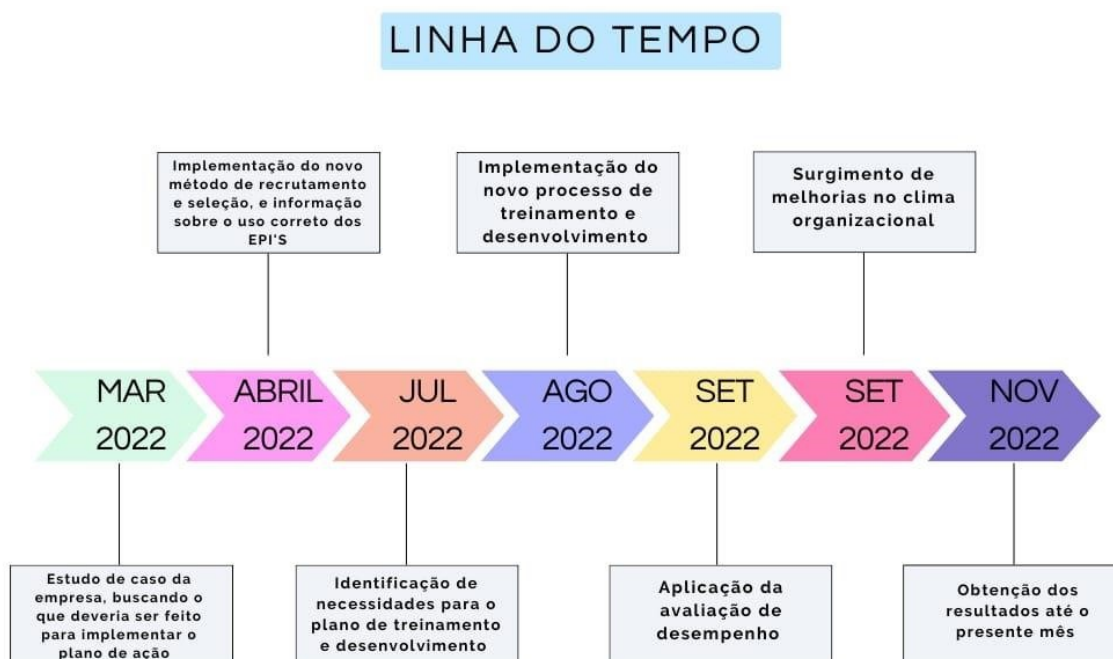 LINHA DO TEMPO
Implementação do novo
método de recrutamento
e seleção, e informação
sobre o uso correto dos
EPI'S
Implementação do
novo processo de
treinamento e
desenvolvimento
Surgimento de
melhorias no clima
organizacional
MAR
2022
ABRIL
2022
JUL
2022
AGO
2022
SET
2022
SET
2022
NOV
2022
Estudo de caso da
empresa, buscando o
que deveria ser feito
para implementar o
plano de ação
Identificação de
necessidades para o
plano de treinamento
e desenvolvimento
Aplicação da
avaliação de
desempenho
Obtenção dos
resultados até o
presente mês